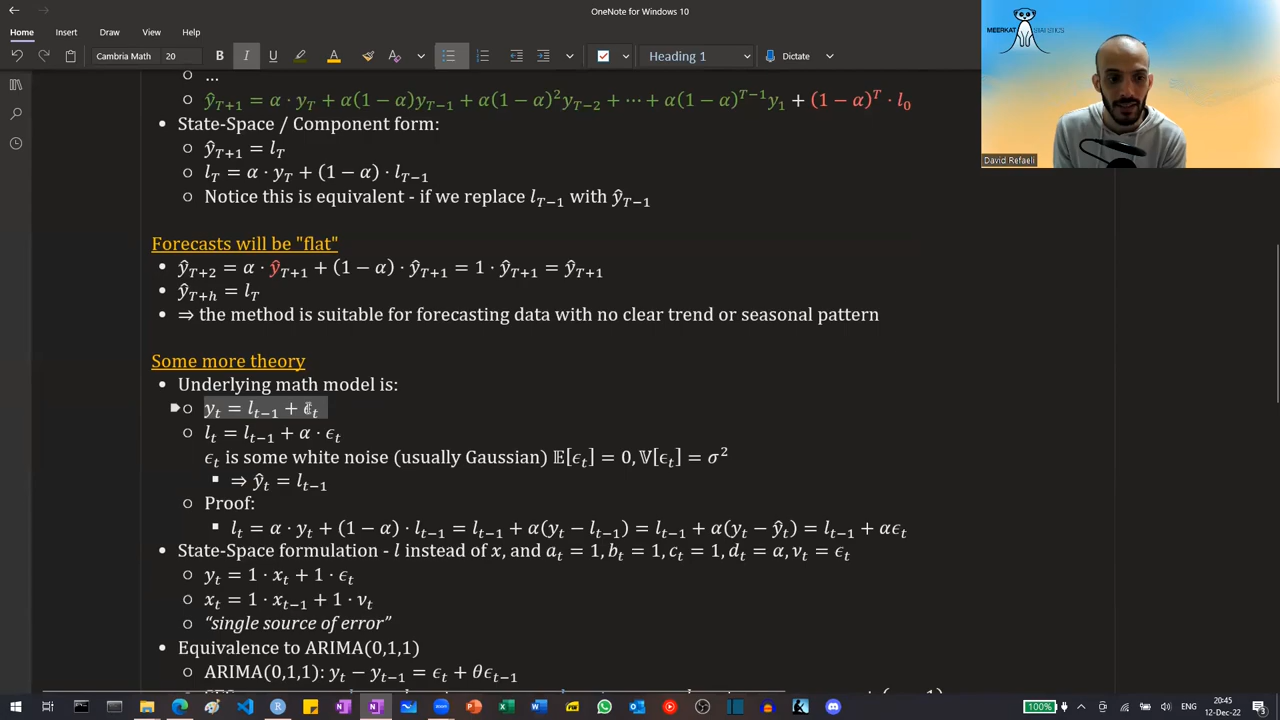 OneNote for Windows 10
Home Insert Draw View Help
Cambria Math 20 B I U A Heading 1 Dictate
MEERKAT STATISTICS
David Refaeli
...
ŷ_{T+1} = α · y_T + α(1 − α)y_{T−1} + α(1 − α)²y_{T−2} + ⋯ + α(1 − α)^{T−1}y_1 + (1 − α)^T · l_0
State-Space / Component form:
ŷ_{T+1} = l_T
l_T = α · y_T + (1 − α) · l_{T−1}
Notice this is equivalent - if we replace l_{T−1} with ŷ_{T−1}
Forecasts will be "flat"
ŷ_{T+2} = α · ŷ_{T+1} + (1 − α) · ŷ_{T+1} = 1 · ŷ_{T+1} = ŷ_{T+1}
ŷ_{T+h} = l_T
⇒ the method is suitable for forecasting data with no clear trend or seasonal pattern
Some more theory
Underlying math model is:
y_t = l_{t−1} + ϵ_t
l_t = l_{t−1} + α · ϵ_t
ϵ_t is some white noise (usually Gaussian) 𝔼[ϵ_t] = 0, 𝕍[ϵ_t] = σ²
⇒ ŷ_t = l_{t−1}
Proof:
l_t = α · y_t + (1 − α) · l_{t−1} = l_{t−1} + α(y_t − l_{t−1}) = l_{t−1} + α(y_t − ŷ_t) = l_{t−1} + αϵ_t
State-Space formulation - l instead of x, and a_t = 1, b_t = 1, c_t = 1, d_t = α, ν_t = ϵ_t
y_t = 1 · x_t + 1 · ϵ_t
x_t = 1 · x_{t−1} + 1 · ν_t
“single source of error”
Equivalence to ARIMA(0,1,1)
ARIMA(0,1,1): y_t − y_{t−1} = ϵ_t + θϵ_{t−1}
100% ENG 20:45
12-Dec-22